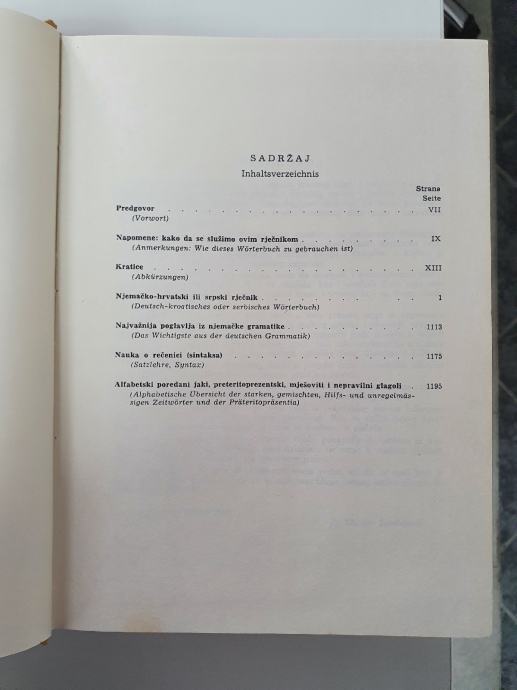 SADRŽAJ
Inhaltsverzeichnis
Strana
Seite
Predgovor . . . . . . . . . . . . . . . . . VII
(Vorwort)
Napomene: kako da se služimo ovim rječnikom . . . . . . . IX
(Anmerkungen: Wie dieses Wörterbuch zu gebrauchen ist)
Kratice . . . . . . . . . . . . . . . . . XIII
(Abkürzungen)
Njemačko-hrvatski ili srpski rječnik . . . . . . . . . 1
(Deutsch-kroatisches oder serbisches Wörterbuch)
Najvažnija poglavlja iz njemačke gramatike . . . . . . . . 1113
(Das Wichtigste aus der deutschen Grammatik)
Nauka o rečenici (sintaksa) . . . . . . . . . . . 1175
(Satzlehre, Syntax)
Alfabetski poredani jaki, preteritoprezentski, mješoviti i nepravilni glagoli . . 1195
(Alphabetische Übersicht der starken, gemischten, Hilfs- und unregelmäs-
sigen Zeitwörter und der Präteritopräsentia)